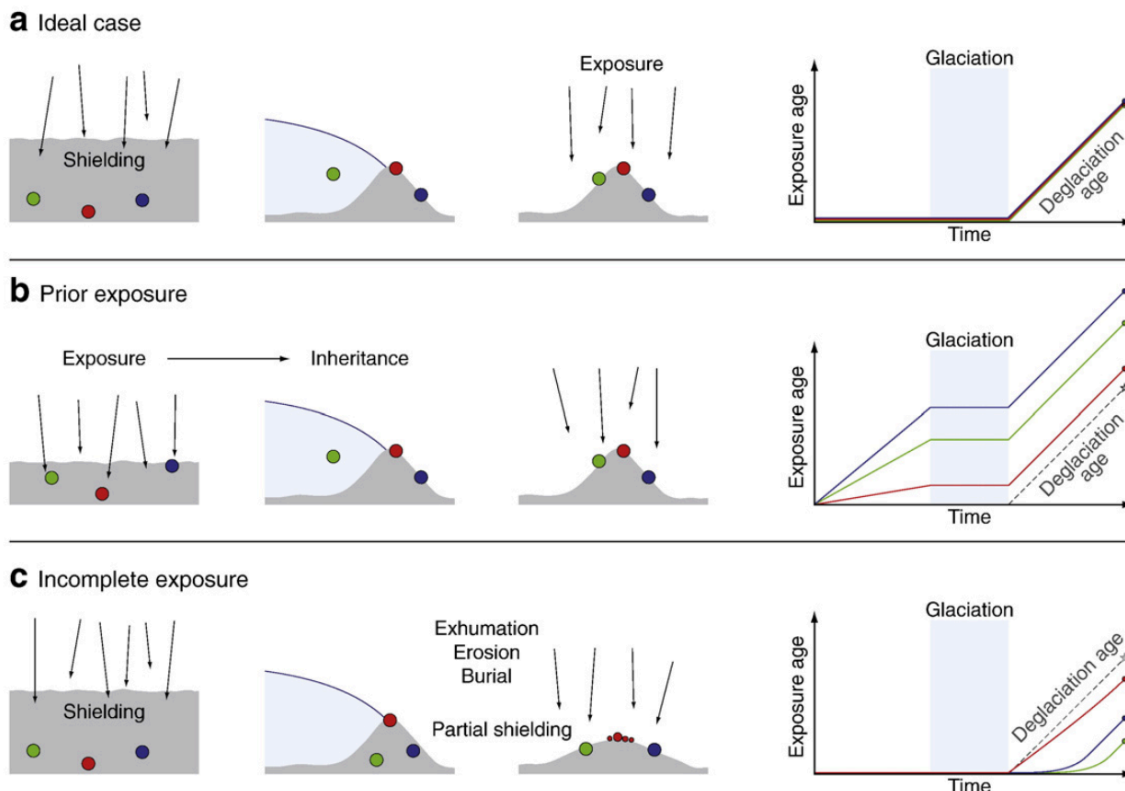 a Ideal case
Shielding
Exposure
Glaciation
Exposure age
Deglaciation
age
Time
b Prior exposure
Exposure
Inheritance
Glaciation
Exposure age
Deglaciation
age
Time
c Incomplete exposure
Shielding
Exhumation
Erosion
Burial
Partial shielding
Glaciation
Exposure age
Deglaciation age
Time